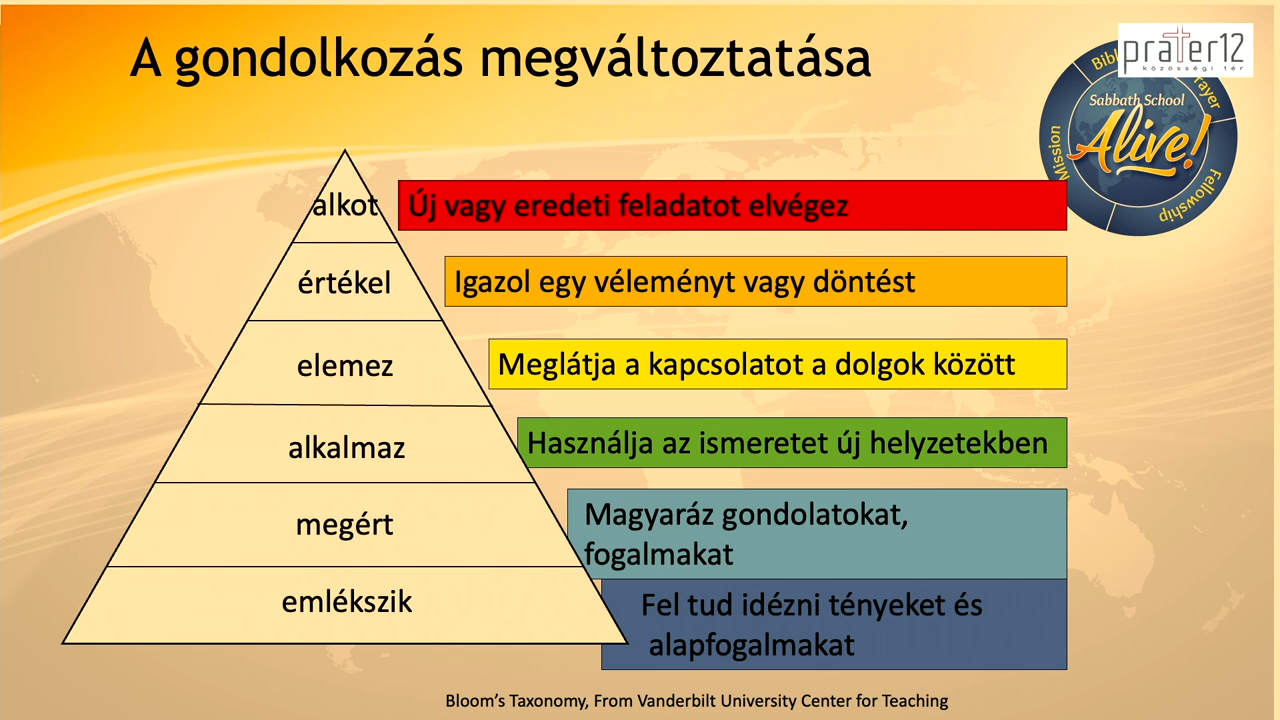 A gondolkozás megváltoztatása
prater12
közösségi tér
Prayer
Sabbath School
Alive!
Mission
Fellowship
alkot
Új vagy eredeti feladatot elvégez
értékel
Igazol egy véleményt vagy döntést
elemez
Meglátja a kapcsolatot a dolgok között
alkalmaz
Használja az ismeretet új helyzetekben
megért
Magyaráz gondolatokat,
fogalmakat
emlékszik
Fel tud idézni tényeket és
alapfogalmakat
Bloom’s Taxonomy, From Vanderbilt University Center for Teaching